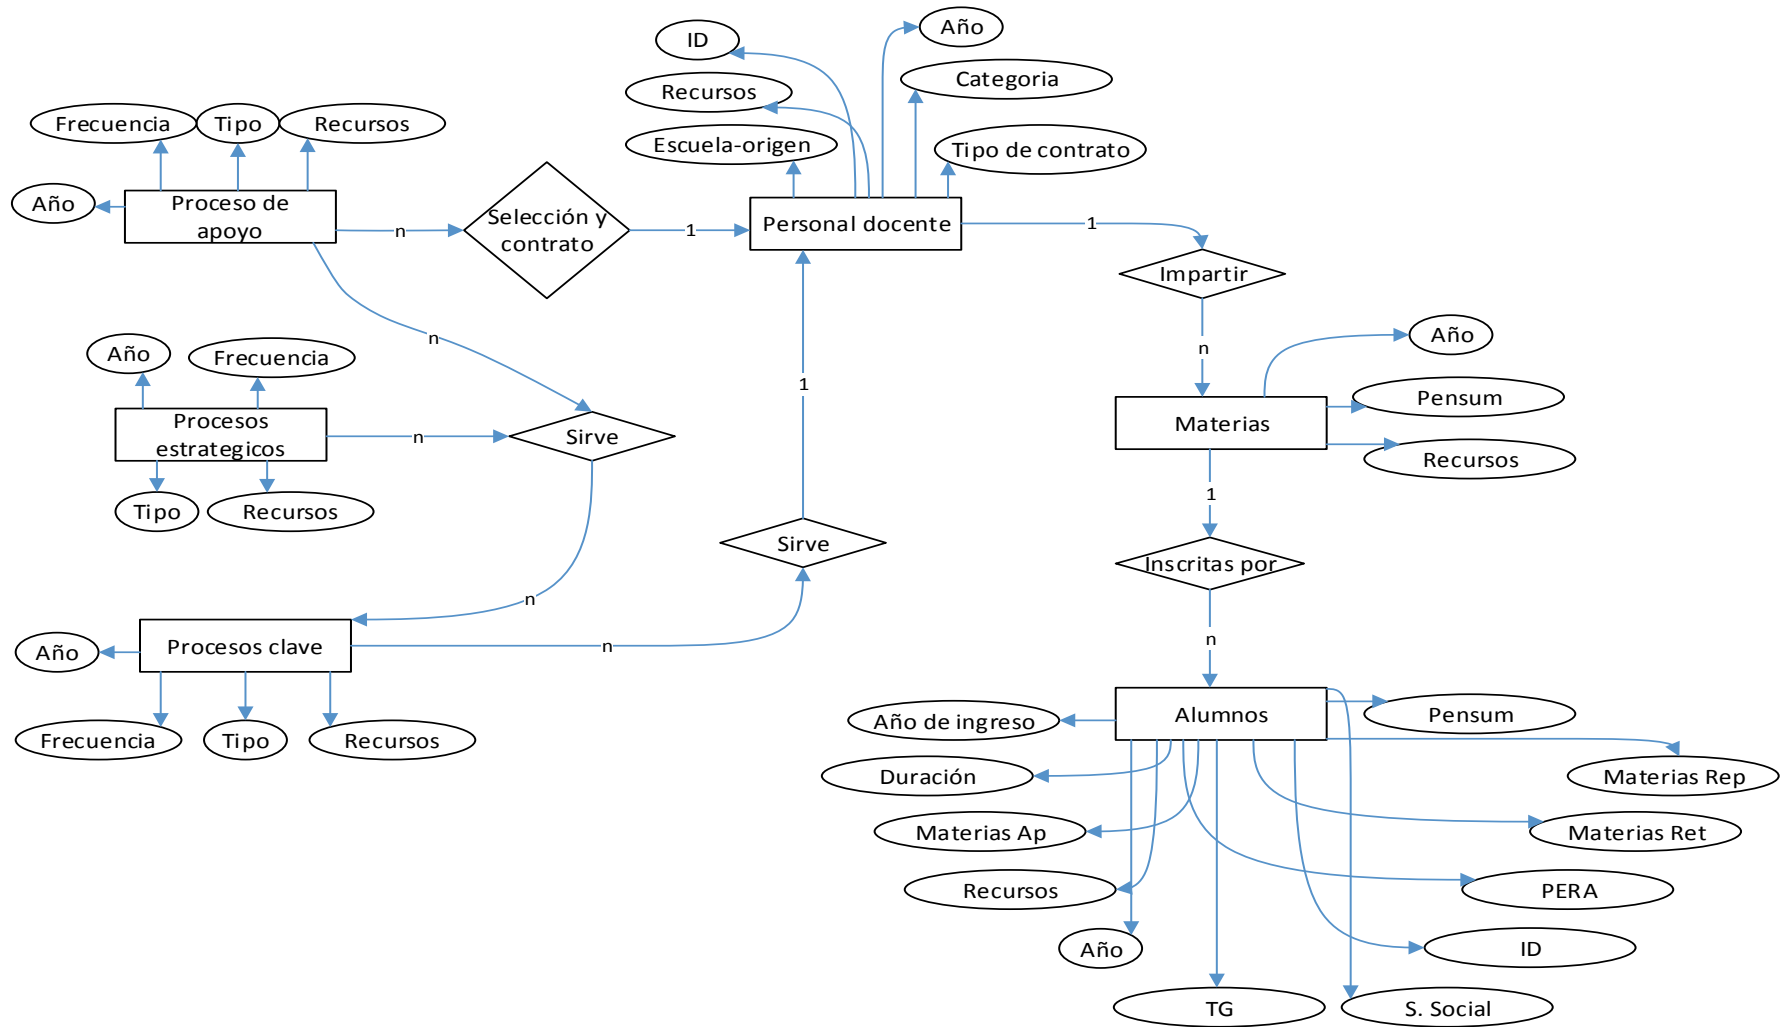 ID
Año
Recursos
Categoria
Frecuencia
Tipo
Recursos
Escuela-origen
Tipo de contrato
Año
Proceso de
apoyo
n
Selección y
contrato
1
Personal docente
1
Impartir
n
n
Año
Frecuencia
Año
1
Pensum
Procesos
estrategicos
n
Sirve
Materias
Recursos
Tipo
Recursos
1
Sirve
Inscritas por
n
n
Año
Procesos clave
n
Frecuencia
Tipo
Recursos
Año de ingreso
Alumnos
Pensum
Duración
Materias Rep
Materias Ap
Materias Ret
Recursos
PERA
Año
ID
TG
S. Social